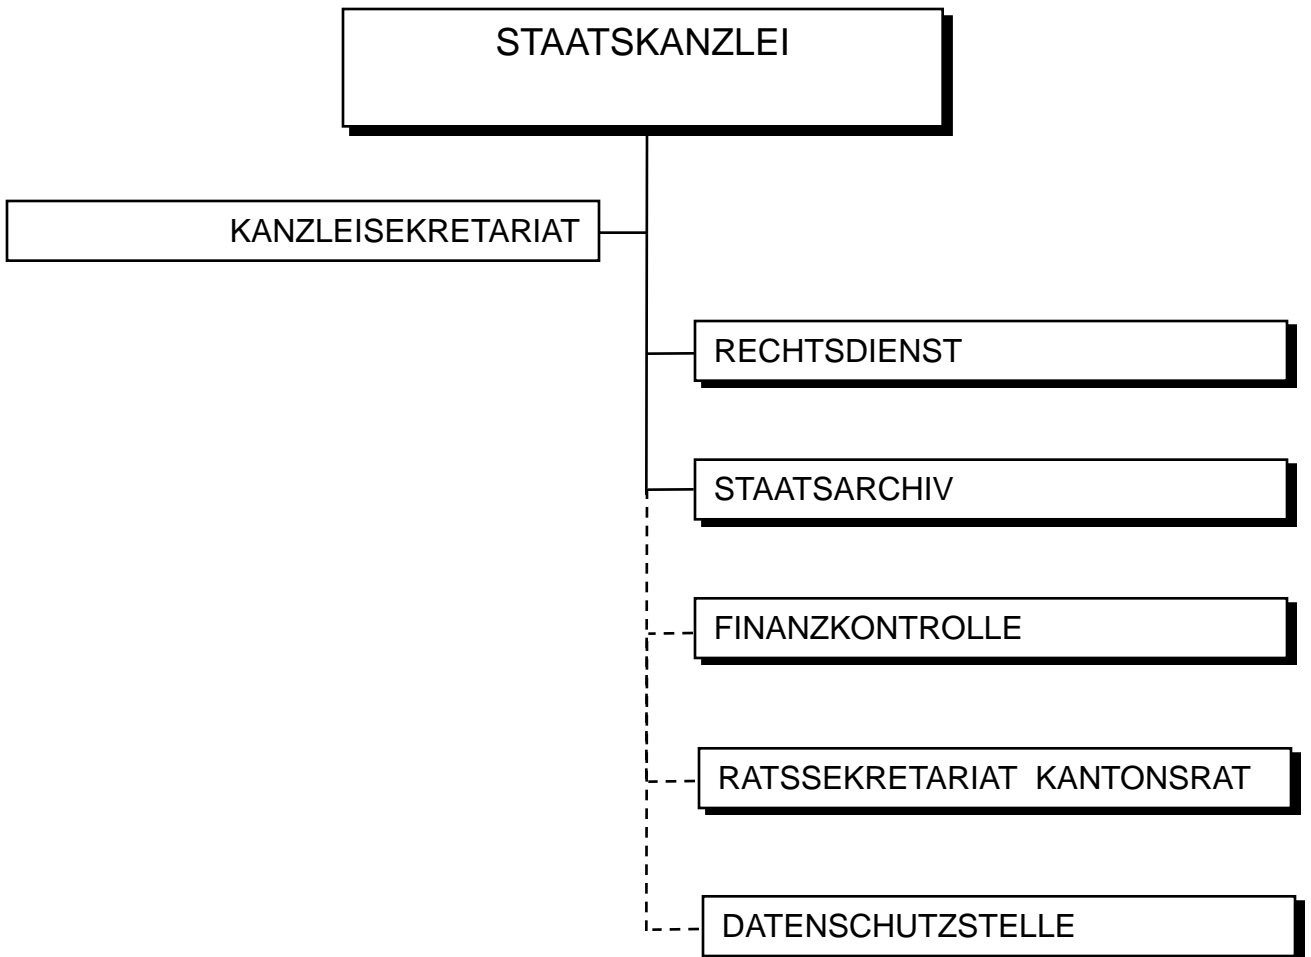 STAATSKANZLEI
KANZLEISEKRETARIAT
RECHTSDIENST
STAATSARCHIV
FINANZKONTROLLE
RATSSEKRETARIAT KANTONSRAT
DATENSCHUTZSTELLE